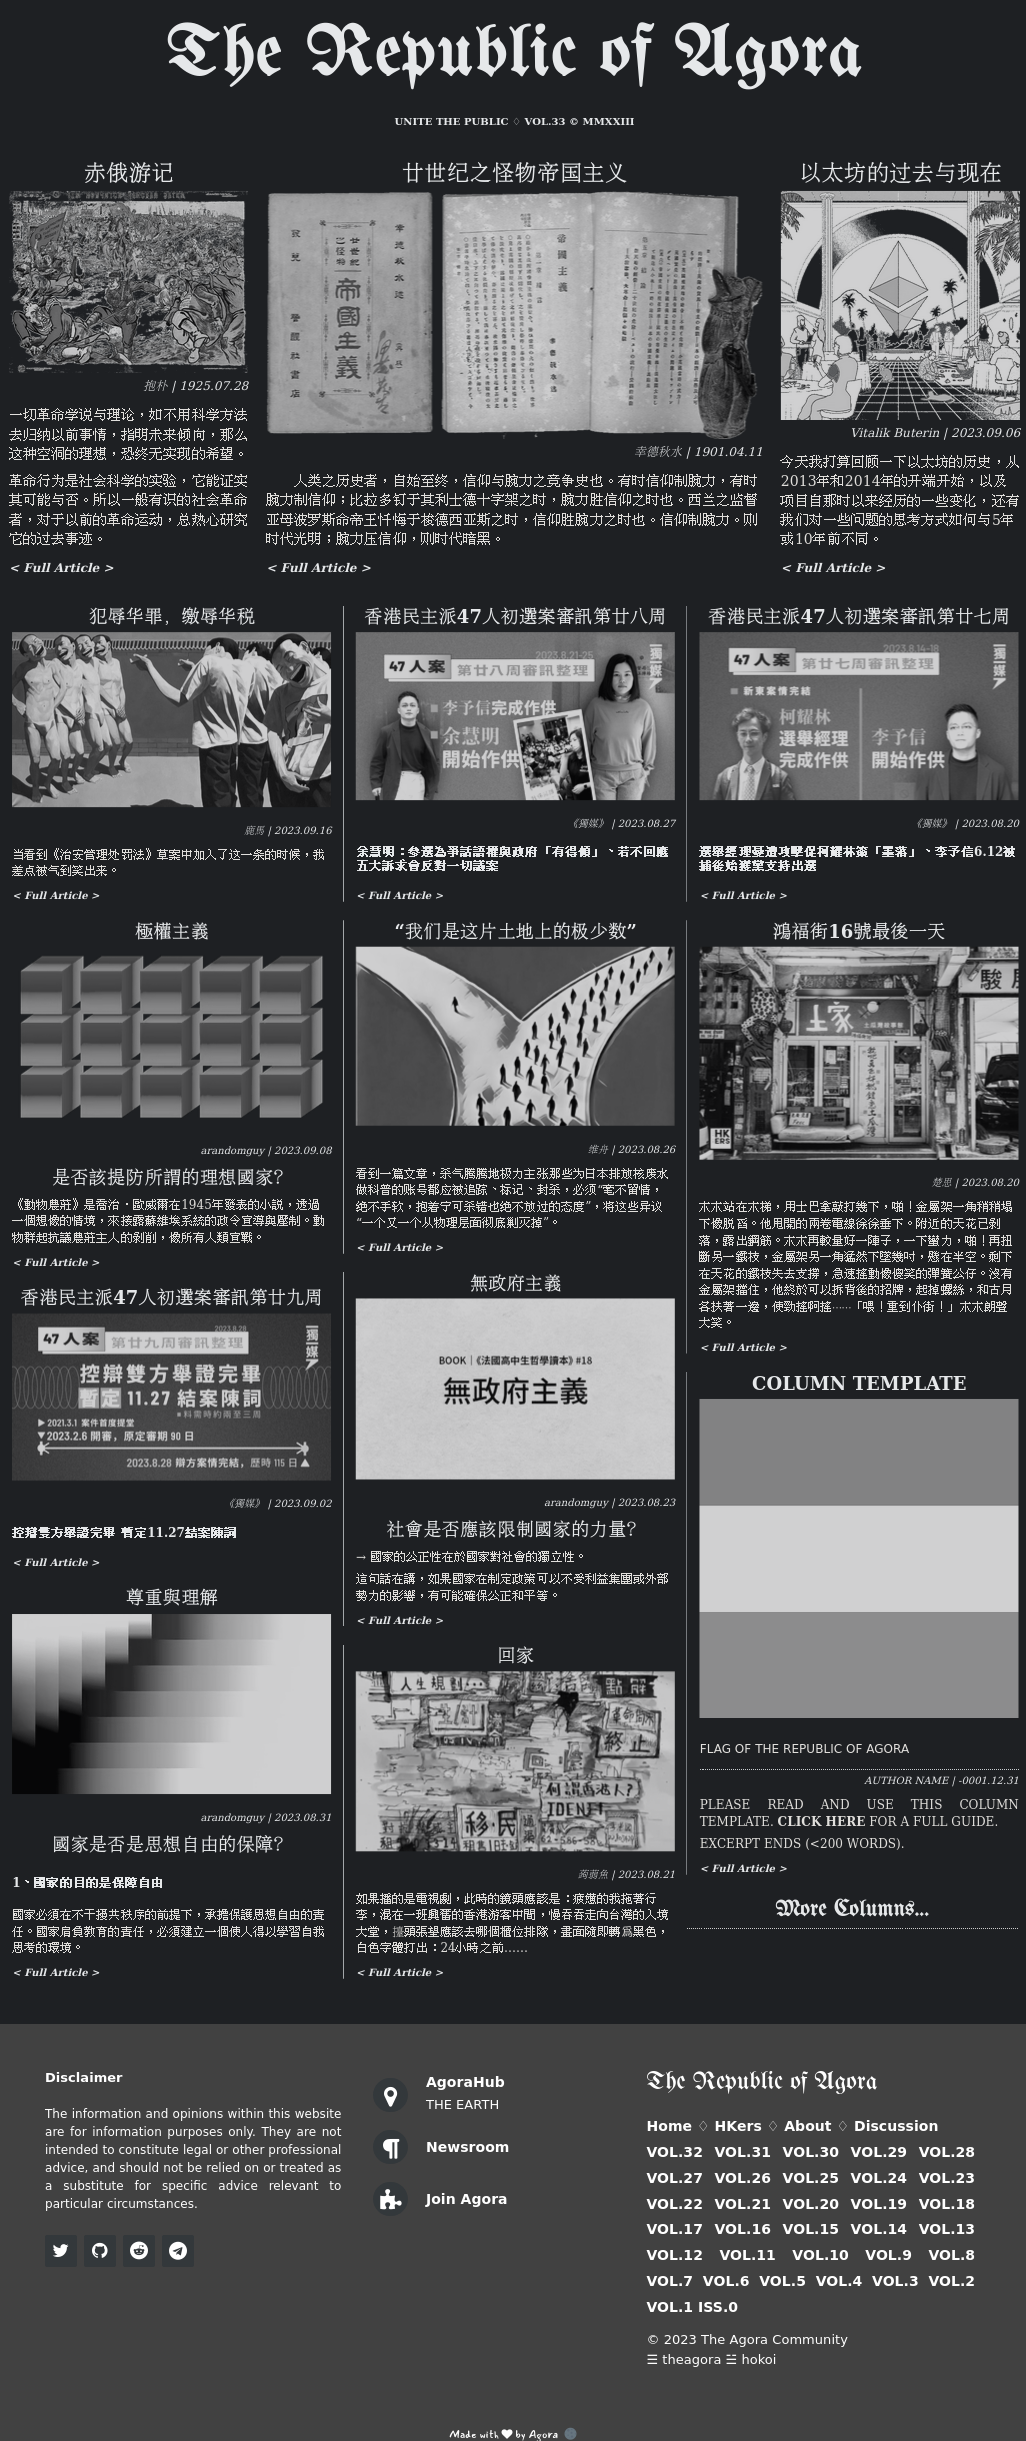 The Republic of Agora
UNITE THE PUBLIC ♢ VOL.33 © MMXXIII
赤俄游记
抱朴 | 1925.07.28
一切革命学说与理论，如不用科学方法
去归纳以前事情，指明未来倾向，那么
这种空洞的理想，恐终无实现的希望。
革命行为是社会科学的实验，它能证实
其可能与否。所以一般有识的社会革命
者，对于以前的革命运动，总热心研究
它的过去事迹。
< Full Article >
廿世纪之怪物帝国主义
帝國主義
幸德秋水 | 1901.04.11
人类之历史者，自始至终，信仰与腕力之竞争史也。有时信仰制腕力，有时
腕力制信仰；比拉多钉于其利士德十字架之时，腕力胜信仰之时也。西兰之监督
亚母波罗斯命帝王忏悔于梭德西亚斯之时，信仰胜腕力之时也。信仰制腕力。则
时代光明；腕力压信仰，则时代暗黑。
< Full Article >
以太坊的过去与现在
Vitalik Buterin | 2023.09.06
今天我打算回顾一下以太坊的历史，从
2013年和2014年的开端开始，以及
项目自那时以来经历的一些变化，还有
我们对一些问题的思考方式如何与5年
或10年前不同。
< Full Article >
犯辱华罪，缴辱华税
鹿馬 | 2023.09.16
当看到《治安管理处罚法》草案中加入了这一条的时候，我
差点被气到笑出来。
< Full Article >
香港民主派47人初選案審訊第廿八周
2023.8.21-25
47 人案
第廿八周審訊整理
獨媒
李予信完成作供
余慧明
開始作供
《獨媒》 | 2023.08.27
余慧明：參選為爭話語權與政府「有得傾」、若不回應
五大訴求會反對一切議案
< Full Article >
香港民主派47人初選案審訊第廿七周
2023.8.14-18
47 人案
第廿七周審訊整理
獨媒
新東案情完結
柯耀林
選舉經理
完成作供
李予信
開始作供
《獨媒》 | 2023.08.20
選舉經理疑遭攻擊促柯耀林簽「墨落」、李予信6.12被
捕後始獲黨支持出選
< Full Article >
極權主義
arandomguy | 2023.09.08
是否該提防所謂的理想國家？
《動物農莊》是喬治·歐威爾在1945年發表的小說，透過
一個想像的情境，來披露蘇維埃系統的政令宣導與壓制。動
物群起抗議農莊主人的剝削，像所有人類宣戰。
< Full Article >
“我们是这片土地上的极少数”
维舟 | 2023.08.26
看到一篇文章，杀气腾腾地极力主张那些为日本排放核废水
做科普的账号都应被追踪、标记、封杀，必须“毫不留情，
绝不手软，抱着宁可杀错也绝不放过的态度”，将这些异议
“一个又一个从物理层面彻底剿灭掉”。
< Full Article >
鴻福街16號最後一天
土家
駿
HK
ERS
楚思 | 2023.08.20
木木站在木梯，用士巴拿敲打幾下，啪！金屬架一角稍稍塌
下像脫臼。他甩開的兩卷電線徐徐垂下。附近的天花已剝
落，露出鋼筋。木木再較量好一陣子，一下蠻力，啪！再扭
斷另一鐵枝，金屬架另一角猛然下墜幾吋，懸在半空。剩下
在天花的鐵枝失去支撐，急速搖動像傻笑的彈簧公仔。沒有
金屬架擋住，他終於可以拆背後的招牌，起掉螺絲，和古月
各扶著一邊，使勁搖啊搖……「喂！重到仆街！」木木朗聲
大笑。
< Full Article >
香港民主派47人初選案審訊第廿九周
2023.8.29
47 人案
第廿九周審訊整理
獨媒
控辯雙方舉證完畢
暫定 11.27 結案陳詞
料需時約兩至三周
2021.3.1 案件首度提堂
2023.2.6 開審，原定審期 90 日
2023.8.28 辯方案情完結，歷時 115 日
《獨媒》 | 2023.09.02
控辯雙方舉證完畢 暫定11.27結案陳詞
< Full Article >
無政府主義
BOOK｜《法國高中生哲學讀本》#18
無政府主義
arandomguy | 2023.08.23
社會是否應該限制國家的力量？
→ 國家的公正性在於國家對社會的獨立性。
這句話在講，如果國家在制定政策可以不受利益集團或外部
勢力的影響，有可能確保公正和平等。
< Full Article >
COLUMN TEMPLATE
FLAG OF THE REPUBLIC OF AGORA
AUTHOR NAME | -0001.12.31
PLEASE READ AND USE THIS COLUMN
TEMPLATE. CLICK HERE FOR A FULL GUIDE.
EXCERPT ENDS (<200 WORDS).
< Full Article >
More Columns...
尊重與理解
arandomguy | 2023.08.31
國家是否是思想自由的保障？
1、國家的目的是保障自由
國家必須在不干擾共秩序的前提下，承擔保護思想自由的責
任。國家肩負教育的責任，必須建立一個使人得以學習自我
思考的環境。
< Full Article >
回家
人生規劃…
終止
何謂香港人？
IDENT
移民
蒟蒻魚 | 2023.08.21
如果播的是電視劇，此時的鏡頭應該是：疲憊的我拖著行
李，混在一班興奮的香港游客中間，慢吞吞走向台灣的入境
大堂，擡頭張望應該去哪個櫃位排隊，畫面隨即轉爲黑色，
白色字體打出：24小時之前……
< Full Article >
Disclaimer
The information and opinions within this website
are for information purposes only. They are not
intended to constitute legal or other professional
advice, and should not be relied on or treated as
a substitute for specific advice relevant to
particular circumstances.
AgoraHub
THE EARTH
Newsroom
Join Agora
The Republic of Agora
Home ♢ HKers ♢ About ♢ Discussion
VOL.32 VOL.31 VOL.30 VOL.29 VOL.28
VOL.27 VOL.26 VOL.25 VOL.24 VOL.23
VOL.22 VOL.21 VOL.20 VOL.19 VOL.18
VOL.17 VOL.16 VOL.15 VOL.14 VOL.13
VOL.12 VOL.11 VOL.10 VOL.9 VOL.8
VOL.7 VOL.6 VOL.5 VOL.4 VOL.3 VOL.2
VOL.1 ISS.0
© 2023 The Agora Community
☰ theagora ☱ hokoi
Made with ❤ by Agora